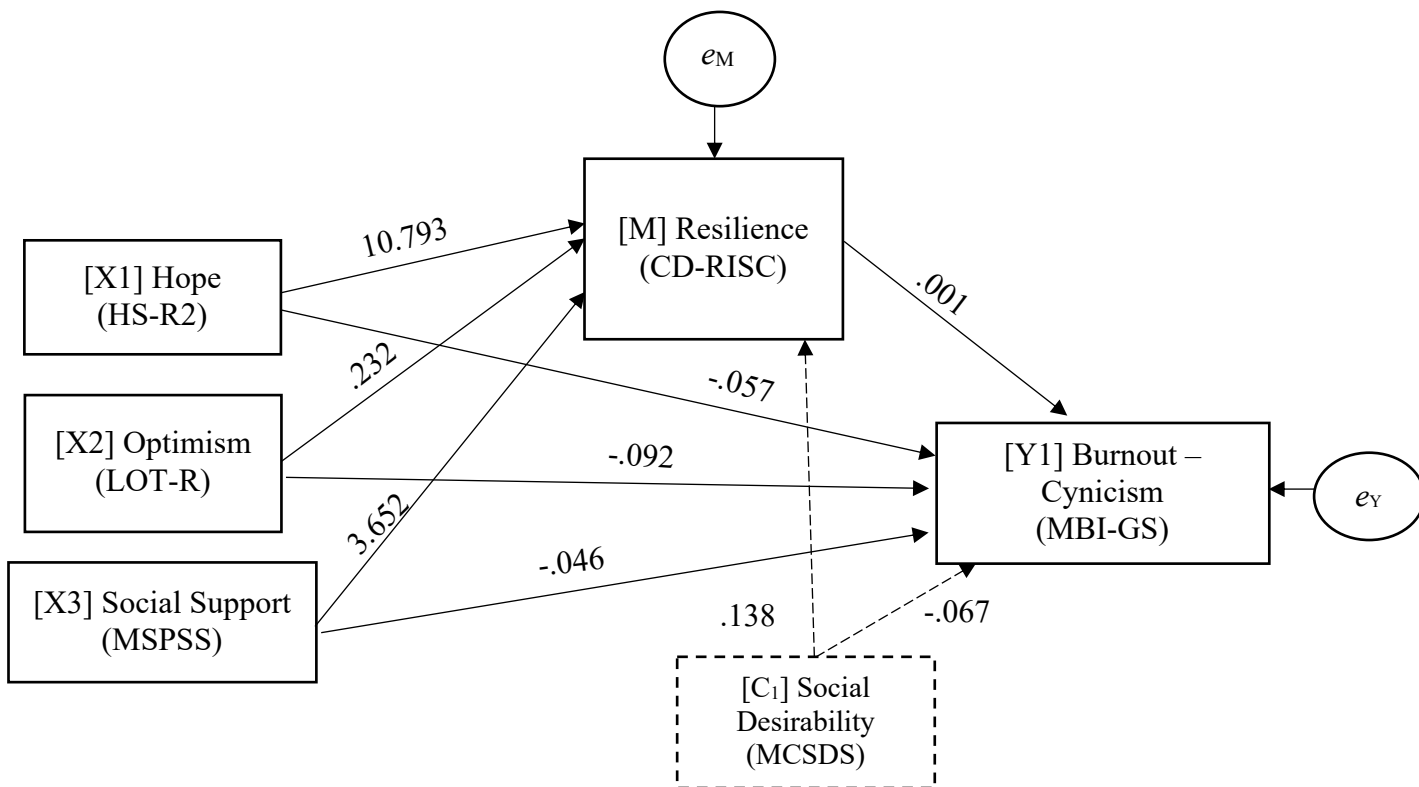 eM
[M] Resilience
(CD-RISC)
10.793
[X1] Hope
(HS-R2)
.001
.232
-.057
[X2] Optimism
(LOT-R)
-.092
[Y1] Burnout –
Cynicism
(MBI-GS)
eY
3.652
-.046
[X3] Social Support
(MSPSS)
.138
-.067
[C₁] Social
Desirability
(MCSDS)